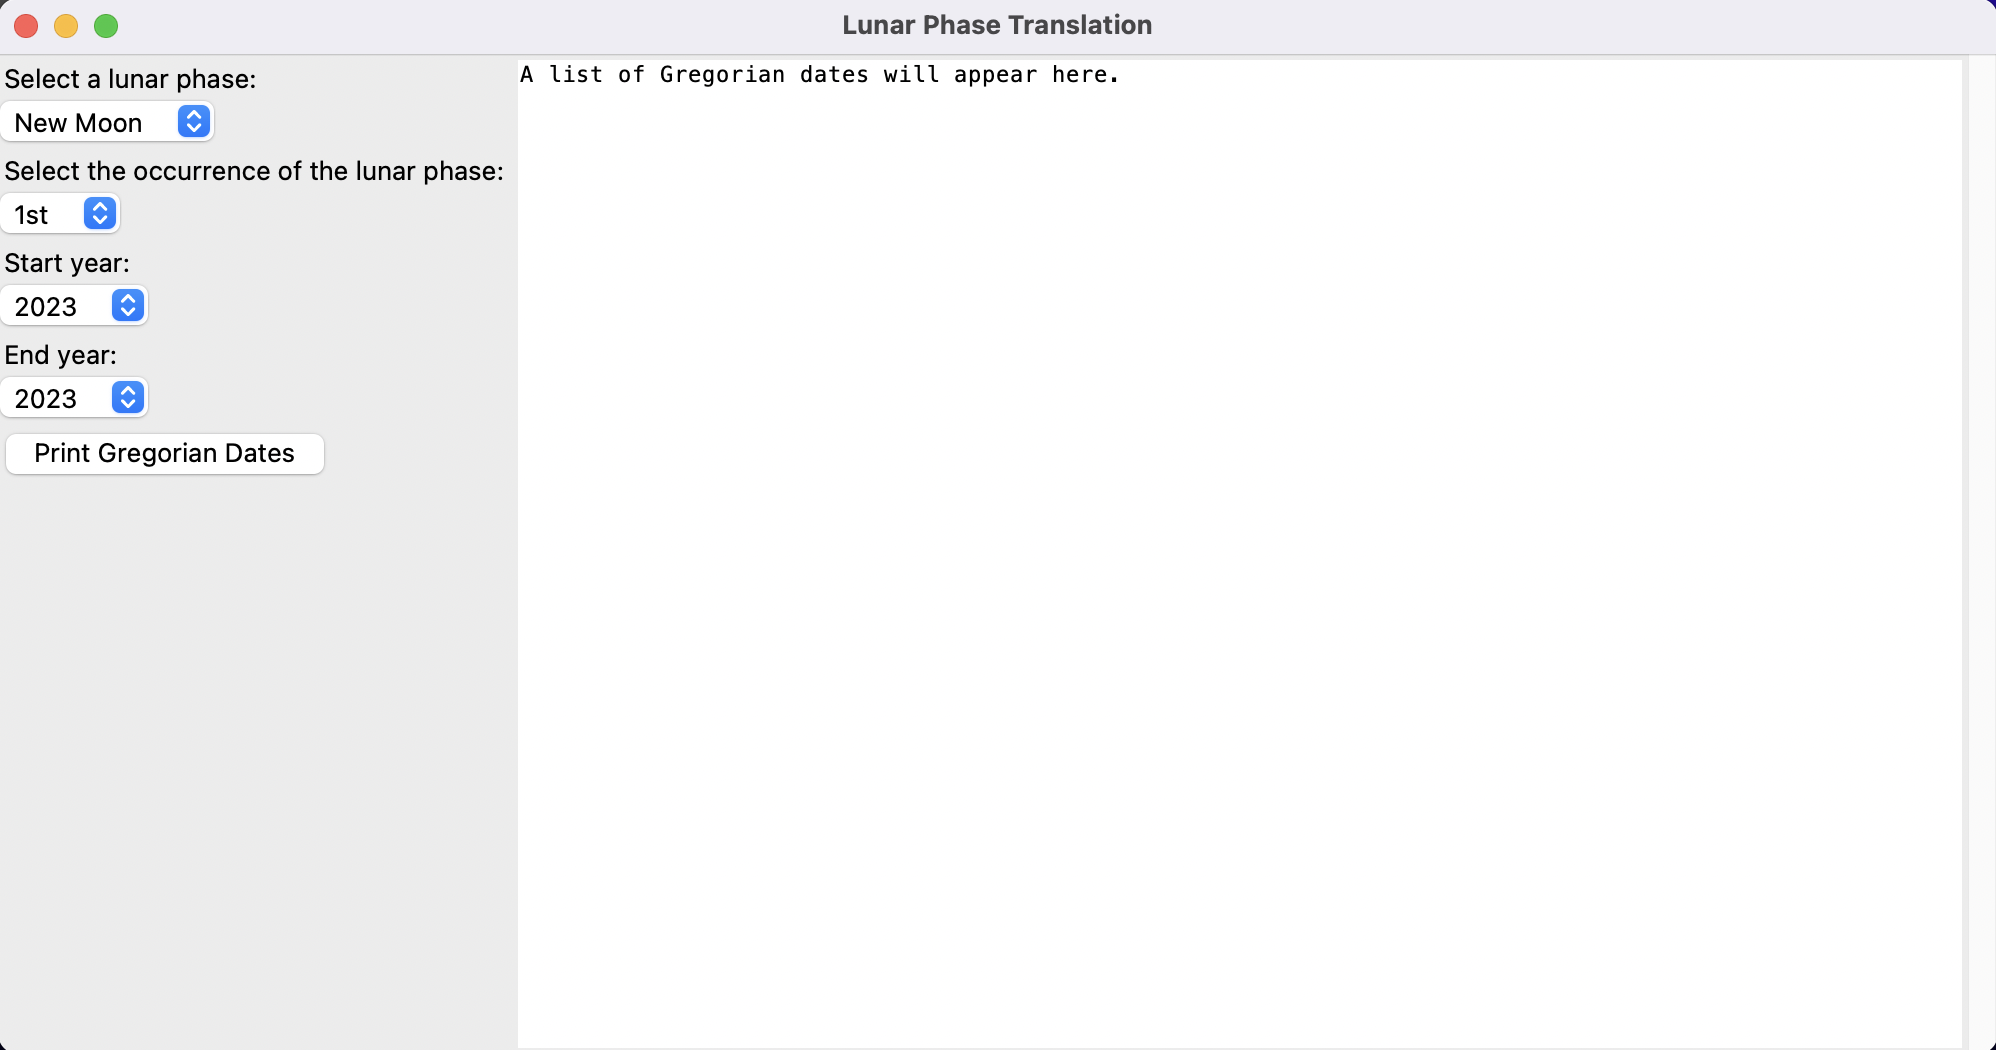 Lunar Phase Translation
Select a lunar phase:
New Moon
Select the occurrence of the lunar phase:
1st
Start year:
2023
End year:
2023
Print Gregorian Dates
A list of Gregorian dates will appear here.